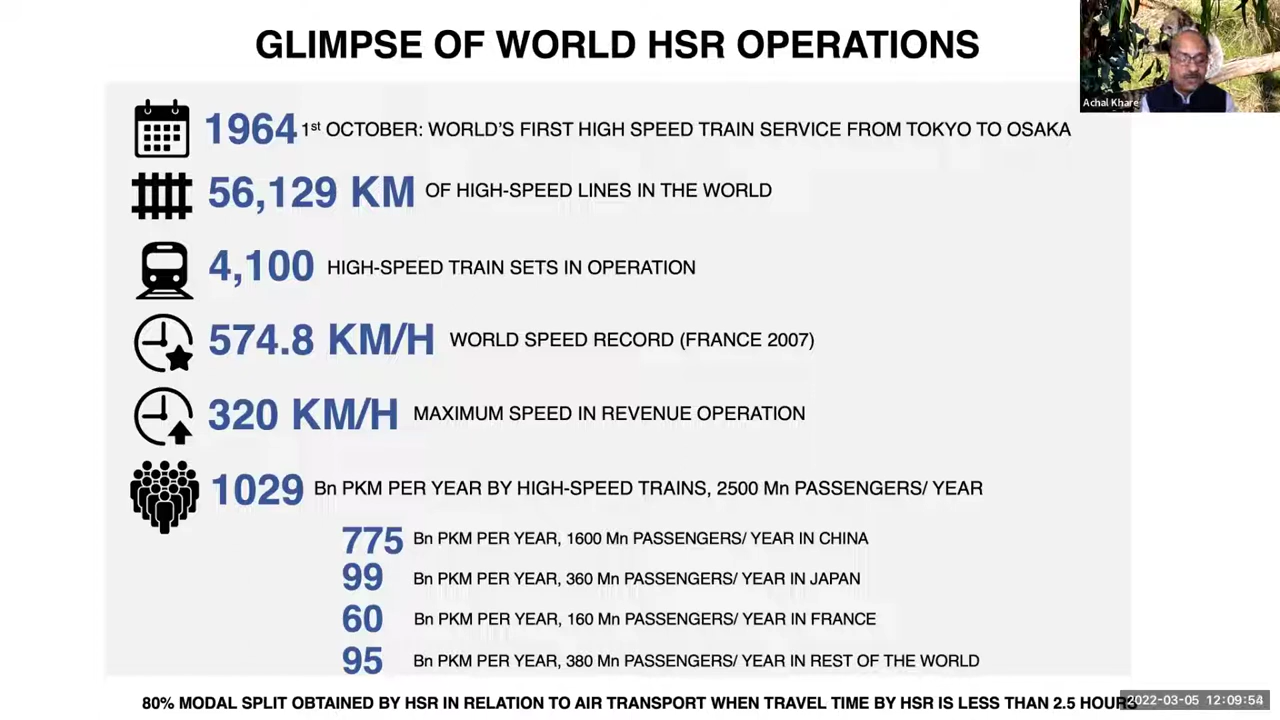 GLIMPSE OF WORLD HSR OPERATIONS
Achal Khare
1964 1st OCTOBER: WORLD'S FIRST HIGH SPEED TRAIN SERVICE FROM TOKYO TO OSAKA
56,129 KM OF HIGH-SPEED LINES IN THE WORLD
4,100 HIGH-SPEED TRAIN SETS IN OPERATION
574.8 KM/H WORLD SPEED RECORD (FRANCE 2007)
320 KM/H MAXIMUM SPEED IN REVENUE OPERATION
1029 Bn PKM PER YEAR BY HIGH-SPEED TRAINS, 2500 Mn PASSENGERS/ YEAR
775 Bn PKM PER YEAR, 1600 Mn PASSENGERS/ YEAR IN CHINA
99 Bn PKM PER YEAR, 360 Mn PASSENGERS/ YEAR IN JAPAN
60 Bn PKM PER YEAR, 160 Mn PASSENGERS/ YEAR IN FRANCE
95 Bn PKM PER YEAR, 380 Mn PASSENGERS/ YEAR IN REST OF THE WORLD
80% MODAL SPLIT OBTAINED BY HSR IN RELATION TO AIR TRANSPORT WHEN TRAVEL TIME BY HSR IS LESS THAN 2.5 HOURS
2022-03-05 12:09:54